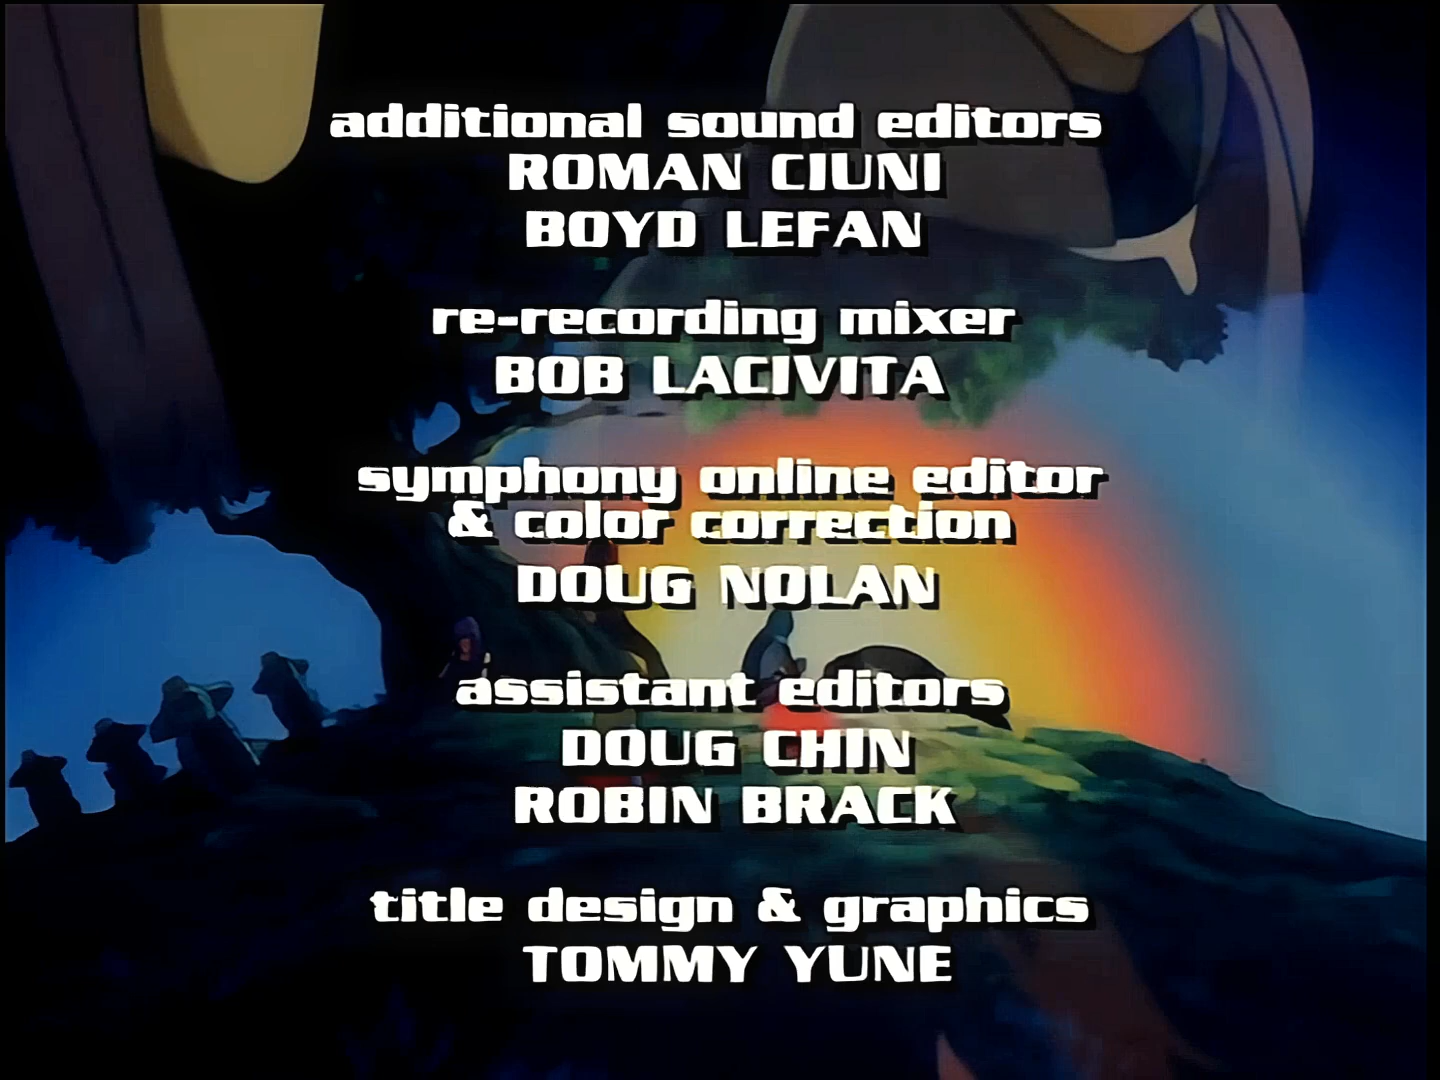 additional sound editors
ROMAN CIUNI
BOYD LEFAN
re-recording mixer
BOB LACIVITA
symphony online editor
& color correction
DOUG NOLAN
assistant editors
DOUG CHIN
ROBIN BRACK
title design & graphics
TOMMY YUNE